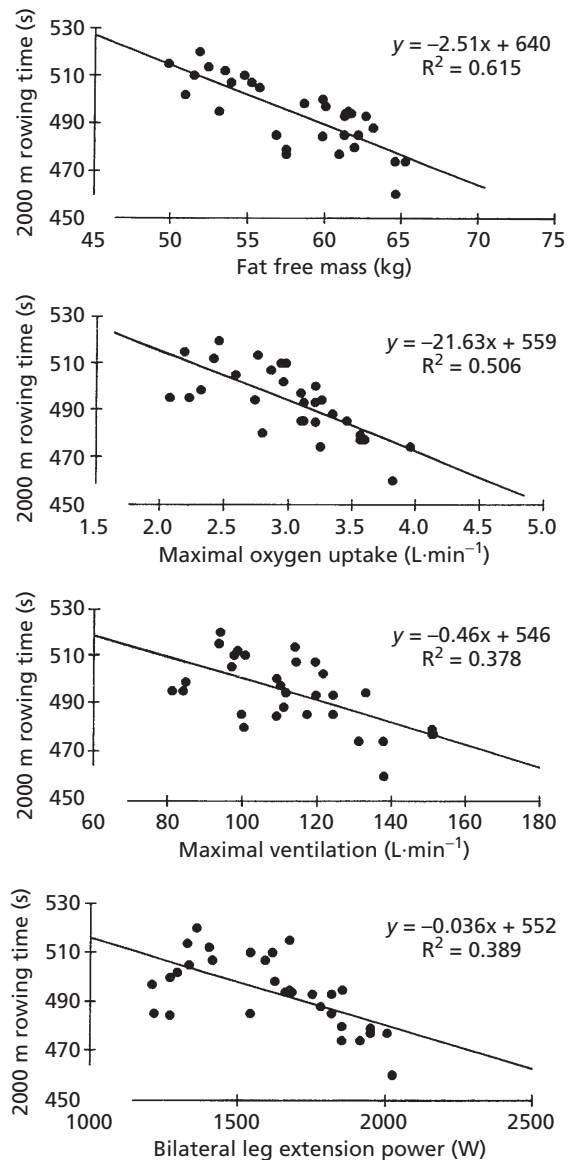 530
510
490
470
450
2000 m rowing time (s)
y = –2.51x + 640
R² = 0.615
45 50 55 60 65 70 75
Fat free mass (kg)
530
510
490
470
450
2000 m rowing time (s)
y = –21.63x + 559
R² = 0.506
1.5 2.0 2.5 3.0 3.5 4.0 4.5 5.0
Maximal oxygen uptake (L·min⁻¹)
530
510
490
470
450
2000 m rowing time (s)
y = –0.46x + 546
R² = 0.378
60 80 100 120 140 160 180
Maximal ventilation (L·min⁻¹)
530
510
490
470
450
2000 m rowing time (s)
y = –0.036x + 552
R² = 0.389
1000 1500 2000 2500
Bilateral leg extension power (W)